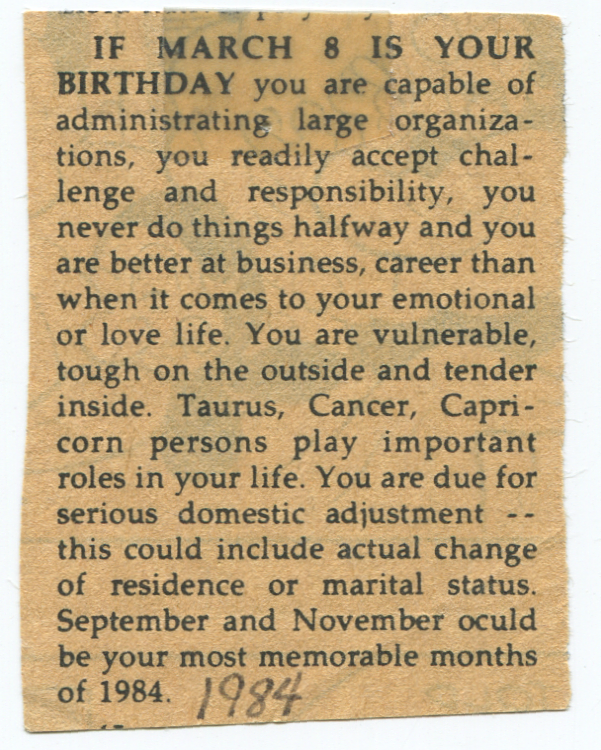 IF MARCH 8 IS YOUR
BIRTHDAY you are capable of
administrating large organiza-
tions, you readily accept chal-
lenge and responsibility, you
never do things halfway and you
are better at business, career than
when it comes to your emotional
or love life. You are vulnerable,
tough on the outside and tender
inside. Taurus, Cancer, Capri-
corn persons play important
roles in your life. You are due for
serious domestic adjustment --
this could include actual change
of residence or marital status.
September and November oculd
be your most memorable months
of 1984. 1984